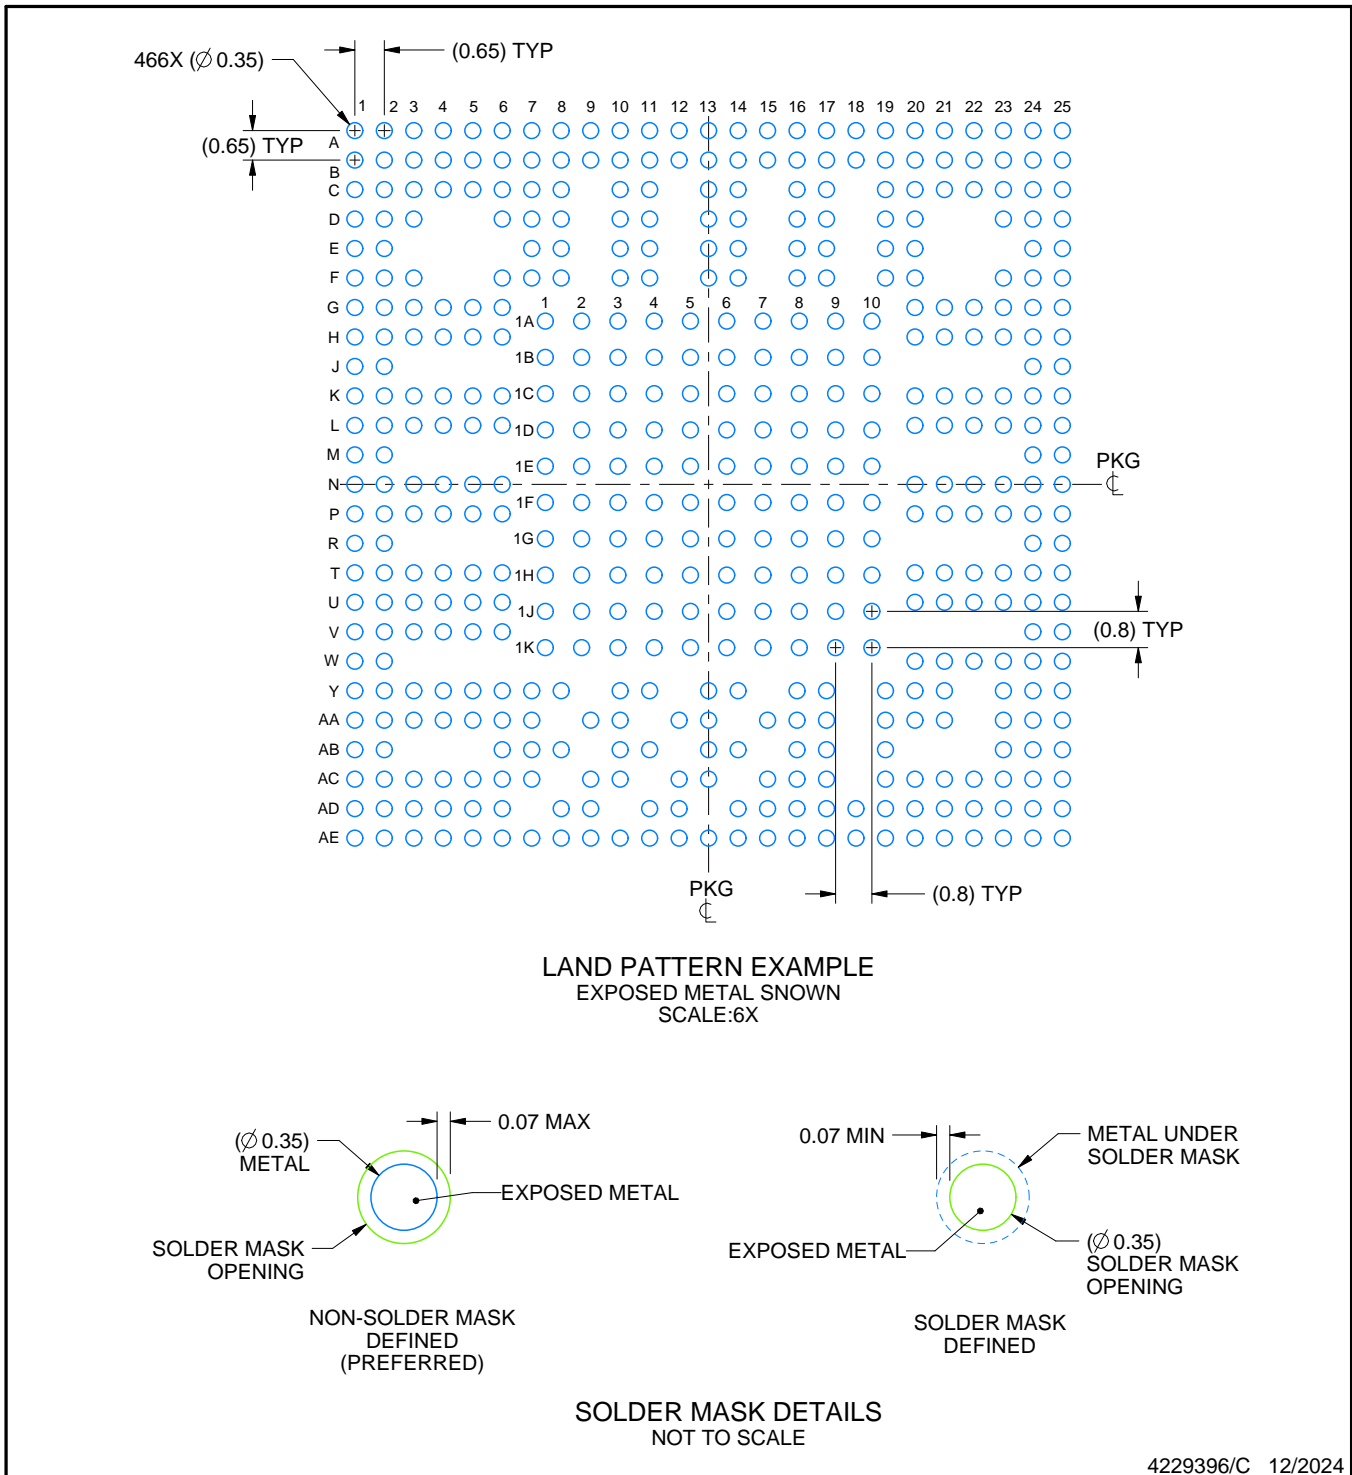 466X (Ø 0.35)
(0.65) TYP
1 2 3 4 5 6 7 8 9 10 11 12 13 14 15 16 17 18 19 20 21 22 23 24 25
(0.65) TYP
A
B
C
D
E
F
G
H
J
K
L
M
N
P
R
T
U
V
W
Y
AA
AB
AC
AD
AE
1 2 3 4 5 6 7 8 9 10
1A
1B
1C
1D
1E
1F
1G
1H
1J
1K
PKG
℄
(0.8) TYP
PKG
℄
(0.8) TYP
LAND PATTERN EXAMPLE
EXPOSED METAL SNOWN
SCALE:6X
(Ø 0.35)
METAL
0.07 MAX
EXPOSED METAL
SOLDER MASK
OPENING
NON-SOLDER MASK
DEFINED
(PREFERRED)
0.07 MIN
METAL UNDER
SOLDER MASK
EXPOSED METAL
(Ø 0.35)
SOLDER MASK
OPENING
SOLDER MASK
DEFINED
SOLDER MASK DETAILS
NOT TO SCALE
4229396/C 12/2024